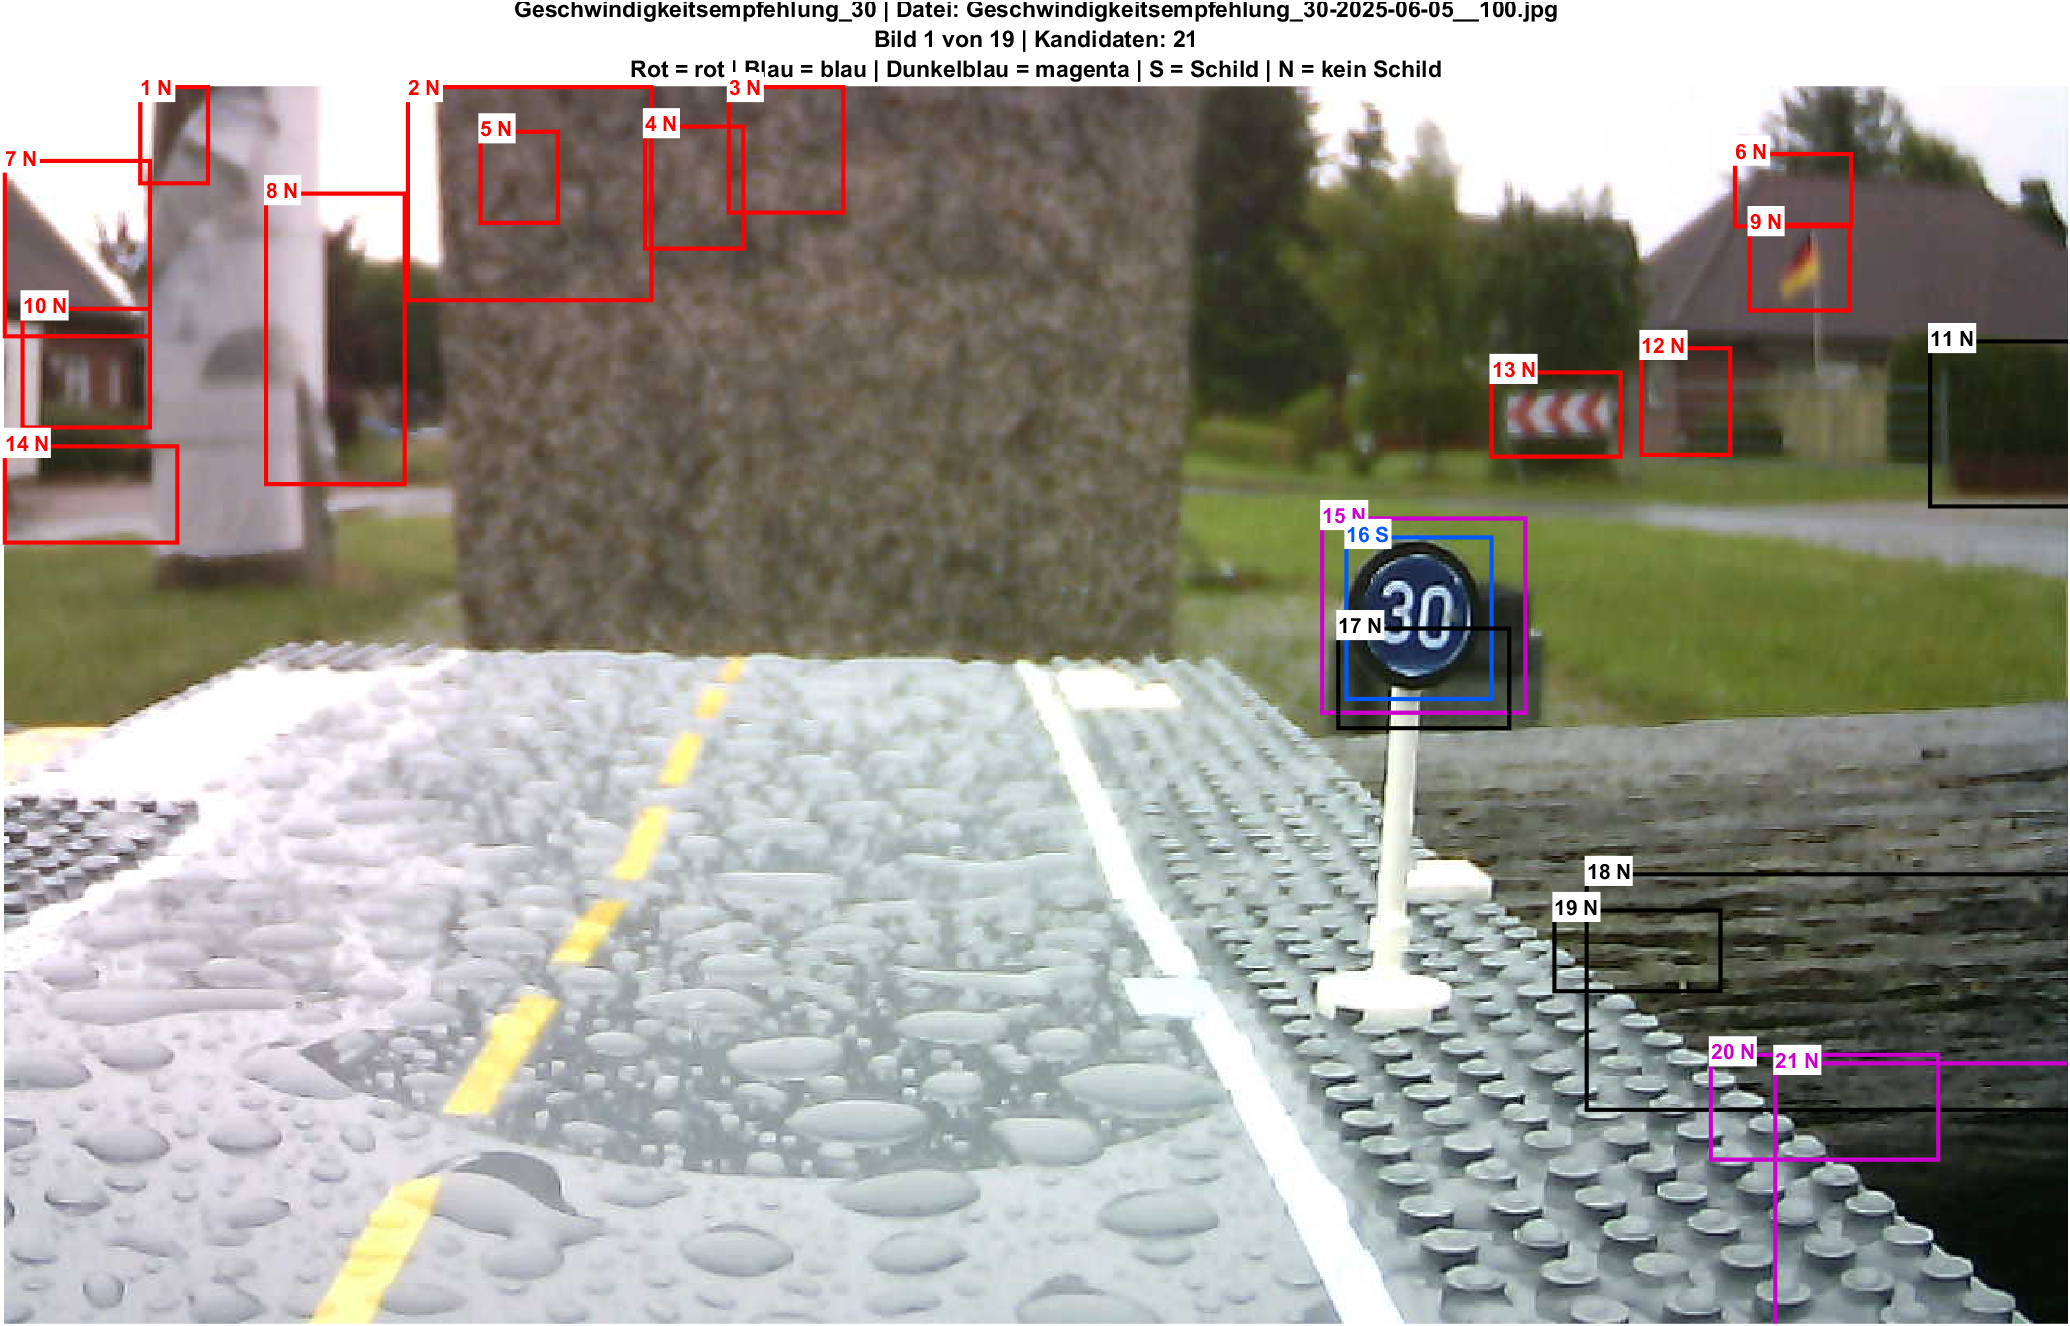 Geschwindigkeitsempfehlung_30 | Datei: Geschwindigkeitsempfehlung_30-2025-06-05__100.jpg
Bild 1 von 19 | Kandidaten: 21
Rot = rot | Blau = blau | Dunkelblau = magenta | S = Schild | N = kein Schild
1 N
2 N
3 N
4 N
5 N
6 N
7 N
8 N
9 N
10 N
11 N
12 N
13 N
14 N
15 N
16 S
30
17 N
18 N
19 N
20 N
21 N